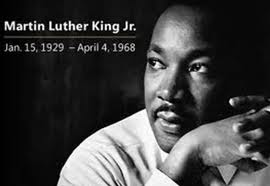 Martin Luther King Jr.
Jan. 15, 1929 – April 4, 1968